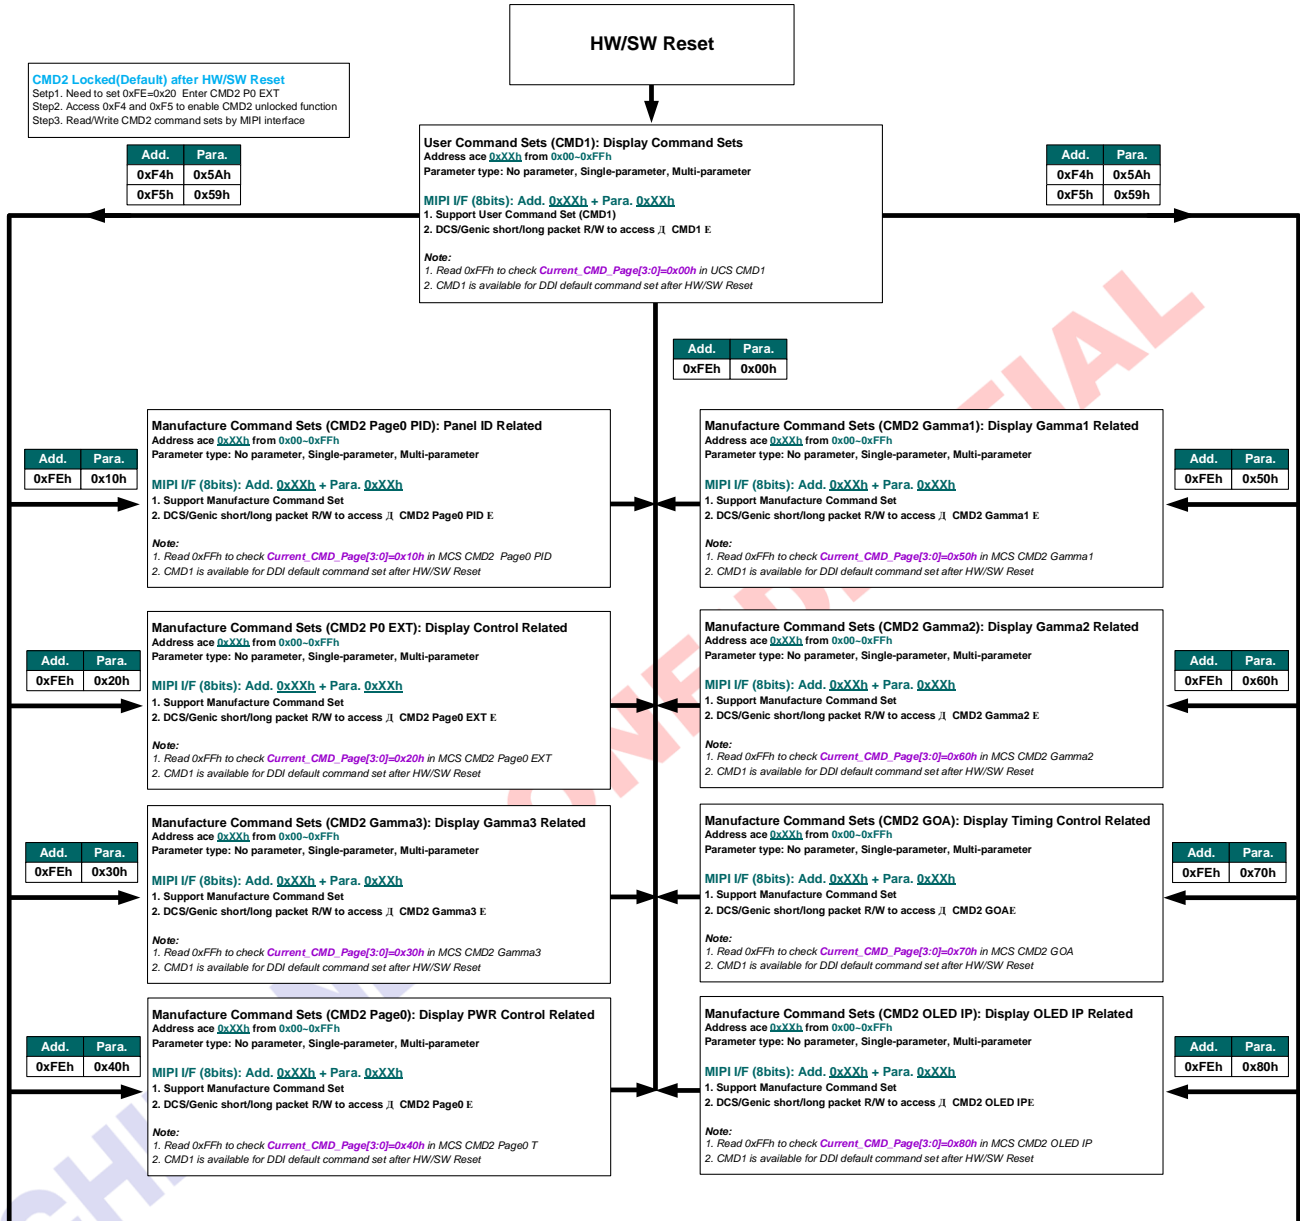 HW/SW Reset
CMD2 Locked(Default) after HW/SW Reset
Setp1. Need to set 0xFE=0x20 Enter CMD2 P0 EXT
Step2. Access 0xF4 and 0xF5 to enable CMD2 unlocked function
Step3. Read/Write CMD2 command sets by MIPI interface
Add. Para.
0xF4h 0x5Ah
0xF5h 0x59h
User Command Sets (CMD1): Display Command Sets
Address ace 0xXXh from 0x00~0xFFh
Parameter type: No parameter, Single-parameter, Multi-parameter
MIPI I/F (8bits): Add. 0xXXh + Para. 0xXXh
1. Support User Command Set (CMD1)
2. DCS/Genic short/long packet R/W to access Д CMD1 E
Note:
1. Read 0xFFh to check Current_CMD_Page[3:0]=0x00h in UCS CMD1
2. CMD1 is available for DDI default command set after HW/SW Reset
Add. Para.
0xF4h 0x5Ah
0xF5h 0x59h
Add. Para.
0xFEh 0x00h
Add. Para.
0xFEh 0x10h
Manufacture Command Sets (CMD2 Page0 PID): Panel ID Related
Address ace 0xXXh from 0x00~0xFFh
Parameter type: No parameter, Single-parameter, Multi-parameter
MIPI I/F (8bits): Add. 0xXXh + Para. 0xXXh
1. Support Manufacture Command Set
2. DCS/Genic short/long packet R/W to access Д CMD2 Page0 PID E
Note:
1. Read 0xFFh to check Current_CMD_Page[3:0]=0x10h in MCS CMD2 Page0 PID
2. CMD1 is available for DDI default command set after HW/SW Reset
Manufacture Command Sets (CMD2 Gamma1): Display Gamma1 Related
Address ace 0xXXh from 0x00~0xFFh
Parameter type: No parameter, Single-parameter, Multi-parameter
MIPI I/F (8bits): Add. 0xXXh + Para. 0xXXh
1. Support Manufacture Command Set
2. DCS/Genic short/long packet R/W to access Д CMD2 Gamma1 E
Note:
1. Read 0xFFh to check Current_CMD_Page[3:0]=0x50h in MCS CMD2 Gamma1
2. CMD1 is available for DDI default command set after HW/SW Reset
Add. Para.
0xFEh 0x50h
Add. Para.
0xFEh 0x20h
Manufacture Command Sets (CMD2 P0 EXT): Display Control Related
Address ace 0xXXh from 0x00~0xFFh
Parameter type: No parameter, Single-parameter, Multi-parameter
MIPI I/F (8bits): Add. 0xXXh + Para. 0xXXh
1. Support Manufacture Command Set
2. DCS/Genic short/long packet R/W to access Д CMD2 Page0 EXT E
Note:
1. Read 0xFFh to check Current_CMD_Page[3:0]=0x20h in MCS CMD2 Page0 EXT
2. CMD1 is available for DDI default command set after HW/SW Reset
Manufacture Command Sets (CMD2 Gamma2): Display Gamma2 Related
Address ace 0xXXh from 0x00~0xFFh
Parameter type: No parameter, Single-parameter, Multi-parameter
MIPI I/F (8bits): Add. 0xXXh + Para. 0xXXh
1. Support Manufacture Command Set
2. DCS/Genic short/long packet R/W to access Д CMD2 Gamma2 E
Note:
1. Read 0xFFh to check Current_CMD_Page[3:0]=0x60h in MCS CMD2 Gamma2
2. CMD1 is available for DDI default command set after HW/SW Reset
Add. Para.
0xFEh 0x60h
Add. Para.
0xFEh 0x30h
Manufacture Command Sets (CMD2 Gamma3): Display Gamma3 Related
Address ace 0xXXh from 0x00~0xFFh
Parameter type: No parameter, Single-parameter, Multi-parameter
MIPI I/F (8bits): Add. 0xXXh + Para. 0xXXh
1. Support Manufacture Command Set
2. DCS/Genic short/long packet R/W to access Д CMD2 Gamma3 E
Note:
1. Read 0xFFh to check Current_CMD_Page[3:0]=0x30h in MCS CMD2 Gamma3
2. CMD1 is available for DDI default command set after HW/SW Reset
Manufacture Command Sets (CMD2 GOA): Display Timing Control Related
Address ace 0xXXh from 0x00~0xFFh
Parameter type: No parameter, Single-parameter, Multi-parameter
MIPI I/F (8bits): Add. 0xXXh + Para. 0xXXh
1. Support Manufacture Command Set
2. DCS/Genic short/long packet R/W to access Д CMD2 GOAE
Note:
1. Read 0xFFh to check Current_CMD_Page[3:0]=0x70h in MCS CMD2 GOA
2. CMD1 is available for DDI default command set after HW/SW Reset
Add. Para.
0xFEh 0x70h
Add. Para.
0xFEh 0x40h
Manufacture Command Sets (CMD2 Page0): Display PWR Control Related
Address ace 0xXXh from 0x00~0xFFh
Parameter type: No parameter, Single-parameter, Multi-parameter
MIPI I/F (8bits): Add. 0xXXh + Para. 0xXXh
1. Support Manufacture Command Set
2. DCS/Genic short/long packet R/W to access Д CMD2 Page0 E
Note:
1. Read 0xFFh to check Current_CMD_Page[3:0]=0x40h in MCS CMD2 Page0 T
2. CMD1 is available for DDI default command set after HW/SW Reset
Manufacture Command Sets (CMD2 OLED IP): Display OLED IP Related
Address ace 0xXXh from 0x00~0xFFh
Parameter type: No parameter, Single-parameter, Multi-parameter
MIPI I/F (8bits): Add. 0xXXh + Para. 0xXXh
1. Support Manufacture Command Set
2. DCS/Genic short/long packet R/W to access Д CMD2 OLED IPE
Note:
1. Read 0xFFh to check Current_CMD_Page[3:0]=0x80h in MCS CMD2 OLED IP
2. CMD1 is available for DDI default command set after HW/SW Reset
Add. Para.
0xFEh 0x80h